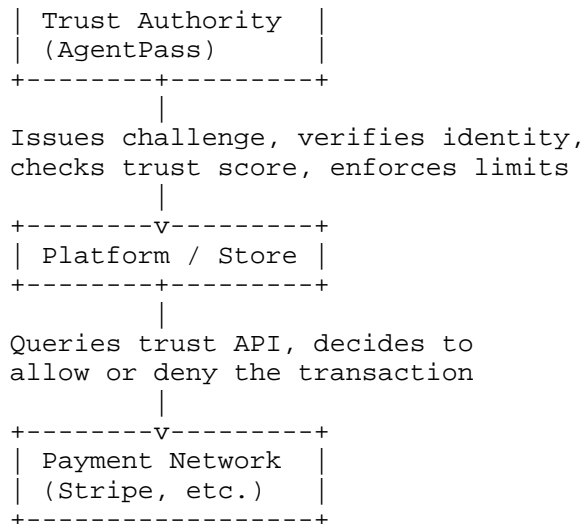 Trust Authority
(AgentPass)
Issues challenge, verifies identity,
checks trust score, enforces limits
Platform / Store
Queries trust API, decides to
allow or deny the transaction
Payment Network
(Stripe, etc.)